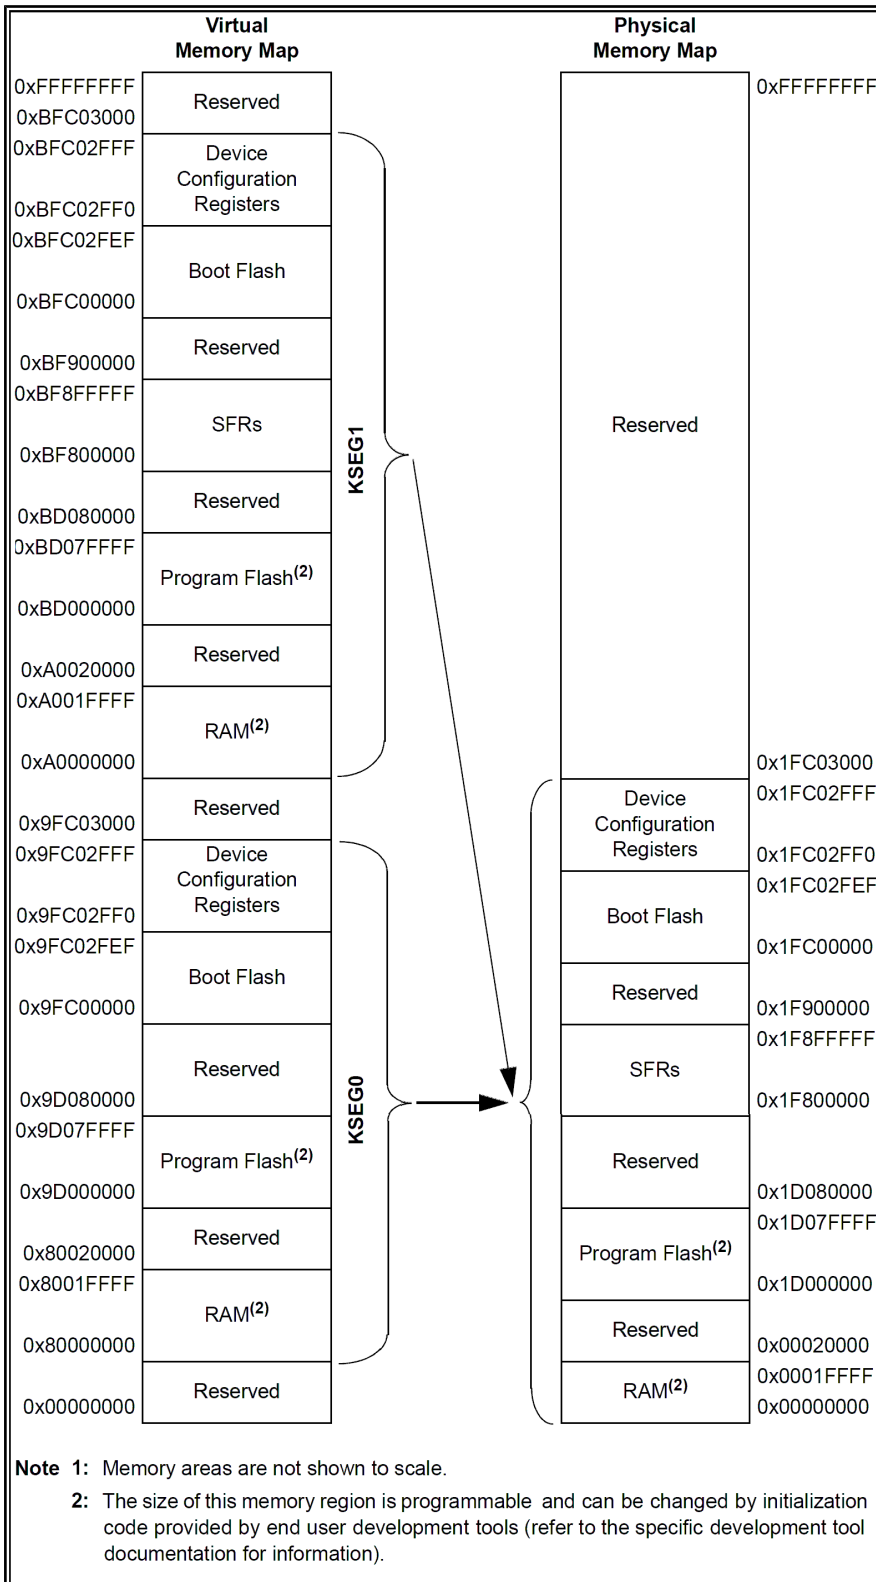 Virtual
Memory Map
Physical
Memory Map
0xFFFFFFFF
Reserved
0xBFC03000
0xBFC02FFF
Device
Configuration
Registers
0xBFC02FF0
0xBFC02FEF
Boot Flash
0xBFC00000
Reserved
0xBF900000
0xBF8FFFFF
SFRs
0xBF800000
Reserved
0xBD080000
0xBD07FFFF
Program Flash(2)
0xBD000000
Reserved
0xA0020000
0xA001FFFF
RAM(2)
0xA0000000
Reserved
0x9FC03000
0x9FC02FFF
Device
Configuration
Registers
0x9FC02FF0
0x9FC02FEF
Boot Flash
0x9FC00000
Reserved
0x9D080000
0x9D07FFFF
Program Flash(2)
0x9D000000
Reserved
0x80020000
0x8001FFFF
RAM(2)
0x80000000
Reserved
0x00000000
KSEG1
KSEG0
0xFFFFFFFF
Reserved
0x1FC03000
0x1FC02FFF
Device
Configuration
Registers
0x1FC02FF0
0x1FC02FEF
Boot Flash
0x1FC00000
Reserved
0x1F900000
0x1F8FFFFF
SFRs
0x1F800000
Reserved
0x1D080000
0x1D07FFFF
Program Flash(2)
0x1D000000
Reserved
0x00020000
0x0001FFFF
RAM(2)
0x00000000
Note 1: Memory areas are not shown to scale.
2: The size of this memory region is programmable and can be changed by initialization
code provided by end user development tools (refer to the specific development tool
documentation for information).